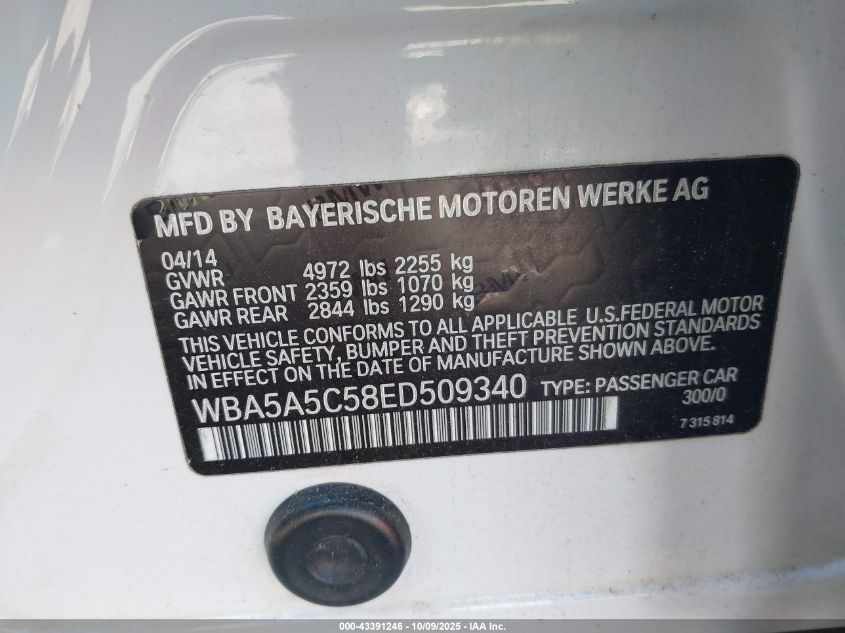 MFD BY BAYERISCHE MOTOREN WERKE AG
04/14
GVWR 4972 lbs 2255 kg
GAWR FRONT 2359 lbs 1070 kg
GAWR REAR 2844 lbs 1290 kg
THIS VEHICLE CONFORMS TO ALL APPLICABLE U.S.FEDERAL MOTOR
VEHICLE SAFETY, BUMPER AND THEFT PREVENTION STANDARDS
IN EFFECT ON THE DATE OF MANUFACTURE SHOWN ABOVE.
WBA5A5C58ED509340 TYPE: PASSENGER CAR
300/0
7 315 814
000-43391246 - 10/09/2025 - IAA Inc.